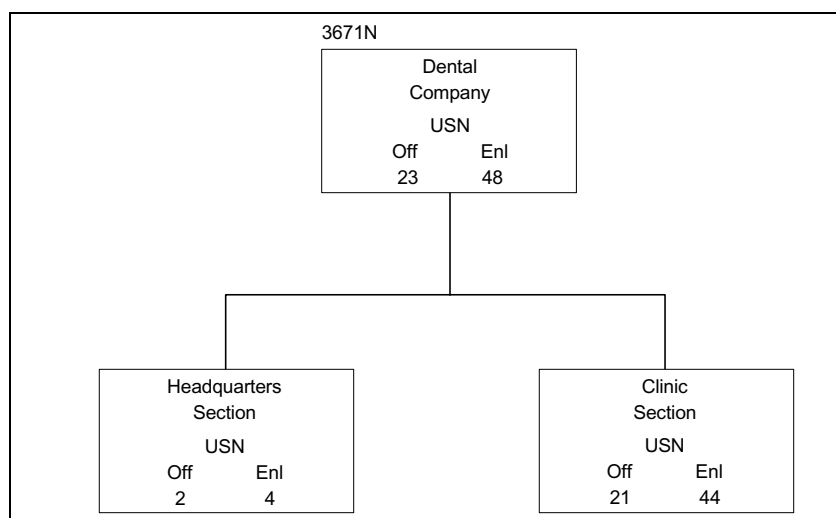 3671N
Dental
Company
USN
Off Enl
23 48
Headquarters
Section
USN
Off Enl
2 4
Clinic
Section
USN
Off Enl
21 44